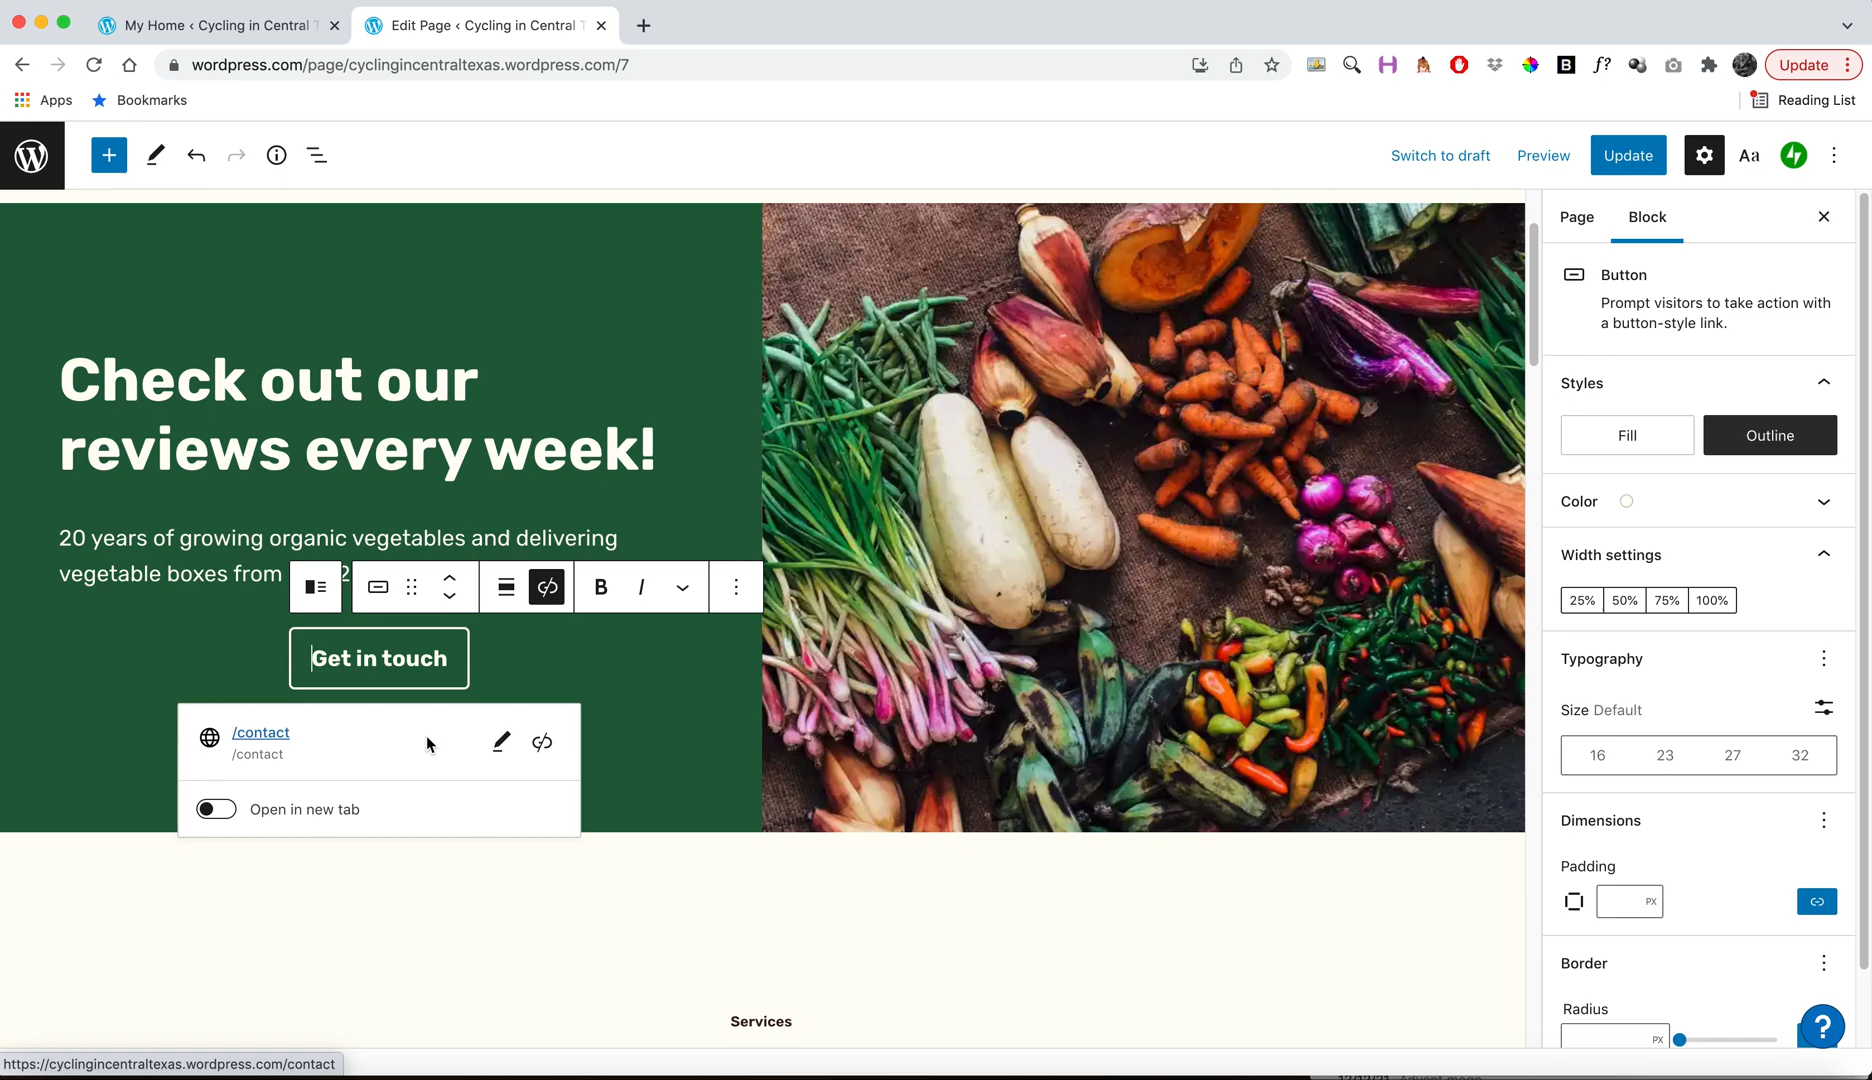 My Home ‹ Cycling in Central T
Edit Page ‹ Cycling in Central T
wordpress.com/page/cyclingincentraltexas.wordpress.com/7
Update
Apps
Bookmarks
Reading List
Switch to draft
Preview
Update
Aa
Check out our
reviews every week!
20 years of growing organic vegetables and delivering
vegetable boxes from
B I
Get in touch
/contact
/contact
Open in new tab
Services
Page
Block
Button
Prompt visitors to take action with
a button-style link.
Styles
Fill
Outline
Color
Width settings
25% 50% 75% 100%
Typography
Size Default
16 23 27 32
Dimensions
Padding
PX
Border
Radius
PX
?
https://cyclingincentraltexas.wordpress.com/contact